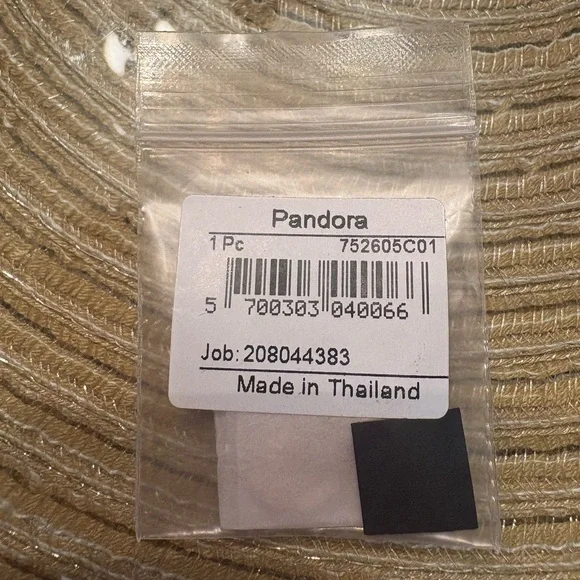 Pandora
1 Pc 752605C01
5 700303 040066
Job: 208044383
Made in Thailand